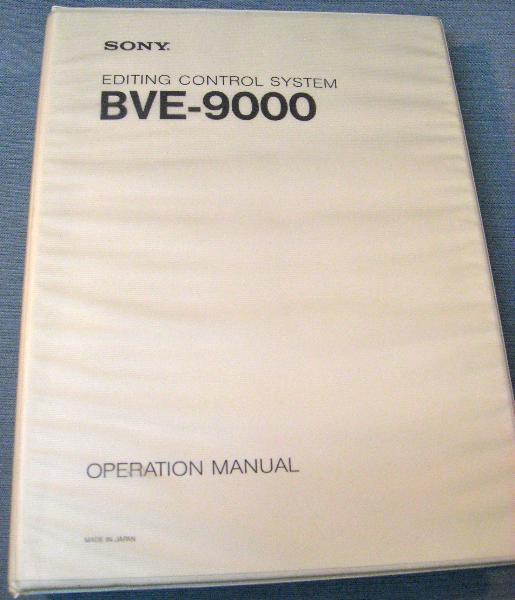 SONY.
EDITING CONTROL SYSTEM
BVE-9000
OPERATION MANUAL
MADE IN JAPAN